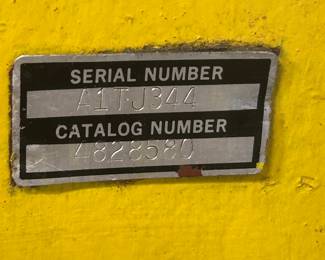 SERIAL NUMBER
A1TJ344
CATALOG NUMBER
4828580